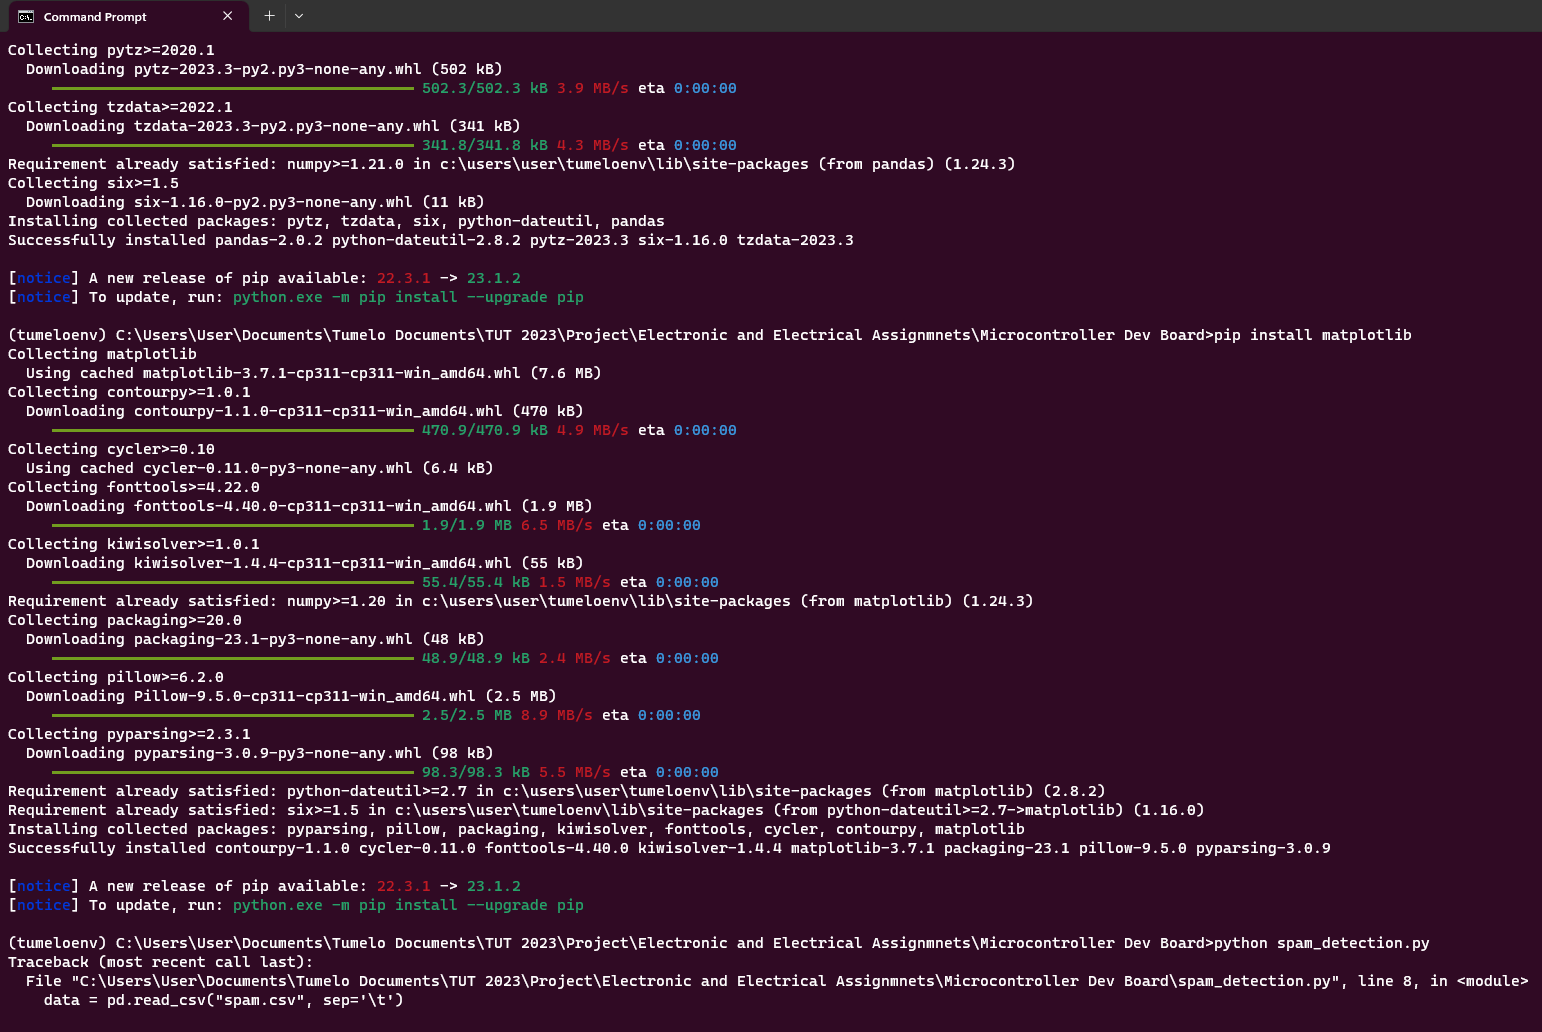 Command Prompt
Collecting pytz>=2020.1
  Downloading pytz-2023.3-py2.py3-none-any.whl (502 kB)
     502.3/502.3 kB 3.9 MB/s eta 0:00:00
Collecting tzdata>=2022.1
  Downloading tzdata-2023.3-py2.py3-none-any.whl (341 kB)
     341.8/341.8 kB 4.3 MB/s eta 0:00:00
Requirement already satisfied: numpy>=1.21.0 in c:\users\user\tumeloenv\lib\site-packages (from pandas) (1.24.3)
Collecting six>=1.5
  Downloading six-1.16.0-py2.py3-none-any.whl (11 kB)
Installing collected packages: pytz, tzdata, six, python-dateutil, pandas
Successfully installed pandas-2.0.2 python-dateutil-2.8.2 pytz-2023.3 six-1.16.0 tzdata-2023.3
[notice] A new release of pip available: 22.3.1 -> 23.1.2
[notice] To update, run: python.exe -m pip install --upgrade pip
(tumeloenv) C:\Users\User\Documents\Tumelo Documents\TUT 2023\Project\Electronic and Electrical Assignmnets\Microcontroller Dev Board>pip install matplotlib
Collecting matplotlib
  Using cached matplotlib-3.7.1-cp311-cp311-win_amd64.whl (7.6 MB)
Collecting contourpy>=1.0.1
  Downloading contourpy-1.1.0-cp311-cp311-win_amd64.whl (470 kB)
     470.9/470.9 kB 4.9 MB/s eta 0:00:00
Collecting cycler>=0.10
  Using cached cycler-0.11.0-py3-none-any.whl (6.4 kB)
Collecting fonttools>=4.22.0
  Downloading fonttools-4.40.0-cp311-cp311-win_amd64.whl (1.9 MB)
     1.9/1.9 MB 6.5 MB/s eta 0:00:00
Collecting kiwisolver>=1.0.1
  Downloading kiwisolver-1.4.4-cp311-cp311-win_amd64.whl (55 kB)
     55.4/55.4 kB 1.5 MB/s eta 0:00:00
Requirement already satisfied: numpy>=1.20 in c:\users\user\tumeloenv\lib\site-packages (from matplotlib) (1.24.3)
Collecting packaging>=20.0
  Downloading packaging-23.1-py3-none-any.whl (48 kB)
     48.9/48.9 kB 2.4 MB/s eta 0:00:00
Collecting pillow>=6.2.0
  Downloading Pillow-9.5.0-cp311-cp311-win_amd64.whl (2.5 MB)
     2.5/2.5 MB 8.9 MB/s eta 0:00:00
Collecting pyparsing>=2.3.1
  Downloading pyparsing-3.0.9-py3-none-any.whl (98 kB)
     98.3/98.3 kB 5.5 MB/s eta 0:00:00
Requirement already satisfied: python-dateutil>=2.7 in c:\users\user\tumeloenv\lib\site-packages (from matplotlib) (2.8.2)
Requirement already satisfied: six>=1.5 in c:\users\user\tumeloenv\lib\site-packages (from python-dateutil>=2.7->matplotlib) (1.16.0)
Installing collected packages: pyparsing, pillow, packaging, kiwisolver, fonttools, cycler, contourpy, matplotlib
Successfully installed contourpy-1.1.0 cycler-0.11.0 fonttools-4.40.0 kiwisolver-1.4.4 matplotlib-3.7.1 packaging-23.1 pillow-9.5.0 pyparsing-3.0.9
[notice] A new release of pip available: 22.3.1 -> 23.1.2
[notice] To update, run: python.exe -m pip install --upgrade pip
(tumeloenv) C:\Users\User\Documents\Tumelo Documents\TUT 2023\Project\Electronic and Electrical Assignmnets\Microcontroller Dev Board>python spam_detection.py
Traceback (most recent call last):
  File "C:\Users\User\Documents\Tumelo Documents\TUT 2023\Project\Electronic and Electrical Assignmnets\Microcontroller Dev Board\spam_detection.py", line 8, in <module>
    data = pd.read_csv("spam.csv", sep='\t')